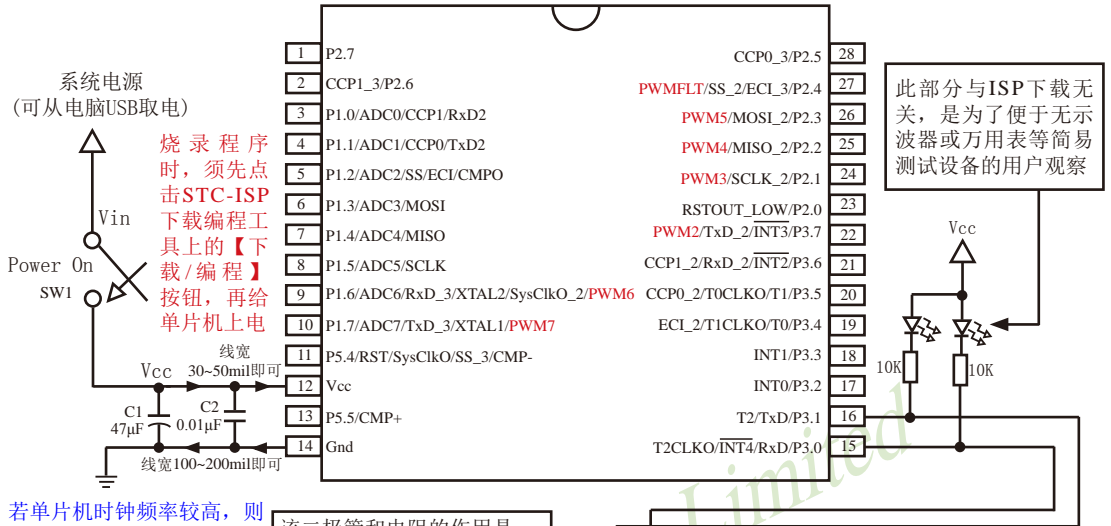 系统电源
(可从电脑USB取电)
Vin
Power On
SW1
烧录程序
时，须先点
击STC-ISP
下载编程工
具上的【下
载/编程】
按钮，再给
单片机上电
线宽
30~50mil即可
Vcc
C1
47μF
C2
0.01μF
线宽100~200mil即可
若单片机时钟频率较高，则
1 P2.7
2 CCP1_3/P2.6
3 P1.0/ADC0/CCP1/RxD2
4 P1.1/ADC1/CCP0/TxD2
5 P1.2/ADC2/SS/ECI/CMPO
6 P1.3/ADC3/MOSI
7 P1.4/ADC4/MISO
8 P1.5/ADC5/SCLK
9 P1.6/ADC6/RxD_3/XTAL2/SysClkO_2/PWM6
10 P1.7/ADC7/TxD_3/XTAL1/PWM7
11 P5.4/RST/SysClkO/SS_3/CMP-
12 Vcc
13 P5.5/CMP+
14 Gnd
CCP0_3/P2.5 28
PWMFLT/SS_2/ECI_3/P2.4 27
PWM5/MOSI_2/P2.3 26
PWM4/MISO_2/P2.2 25
PWM3/SCLK_2/P2.1 24
RSTOUT_LOW/P2.0 23
PWM2/TxD_2/INT3/P3.7 22
CCP1_2/RxD_2/INT2/P3.6 21
CCP0_2/T0CLKO/T1/P3.5 20
ECI_2/T1CLKO/T0/P3.4 19
INT1/P3.3 18
INT0/P3.2 17
T2/TxD/P3.1 16
T2CLKO/INT4/RxD/P3.0 15
此部分与ISP下载无
关，是为了便于无示
波器或万用表等简易
测试设备的用户观察
Vcc
10K
10K
Limited
该二极管和电阻的作用是